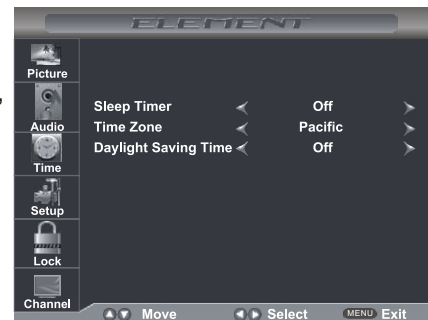 ELEMENT
Picture
Audio
Time
Setup
Lock
Channel
Sleep Timer Off
Time Zone Pacific
Daylight Saving Time Off
Move Select MENU Exit